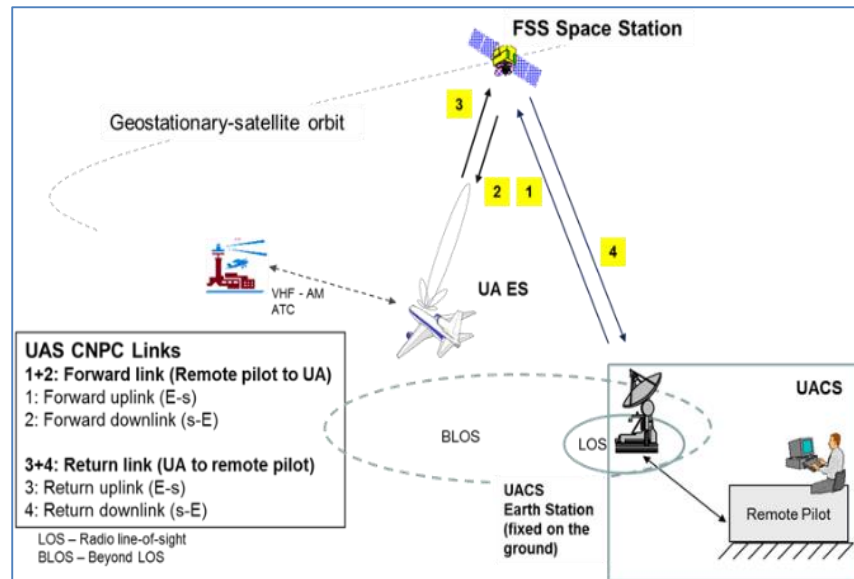 FSS Space Station
Geostationary-satellite orbit
3
2
1
4
VHF - AM
ATC
UA ES
UAS CNPC Links
1+2: Forward link (Remote pilot to UA)
1: Forward uplink (E-s)
2: Forward downlink (s-E)
3+4: Return link (UA to remote pilot)
3: Return uplink (E-s)
4: Return downlink (s-E)
LOS – Radio line-of-sight
BLOS – Beyond LOS
BLOS
LOS
UACS
UACS
Earth Station
(fixed on the
ground)
Remote Pilot